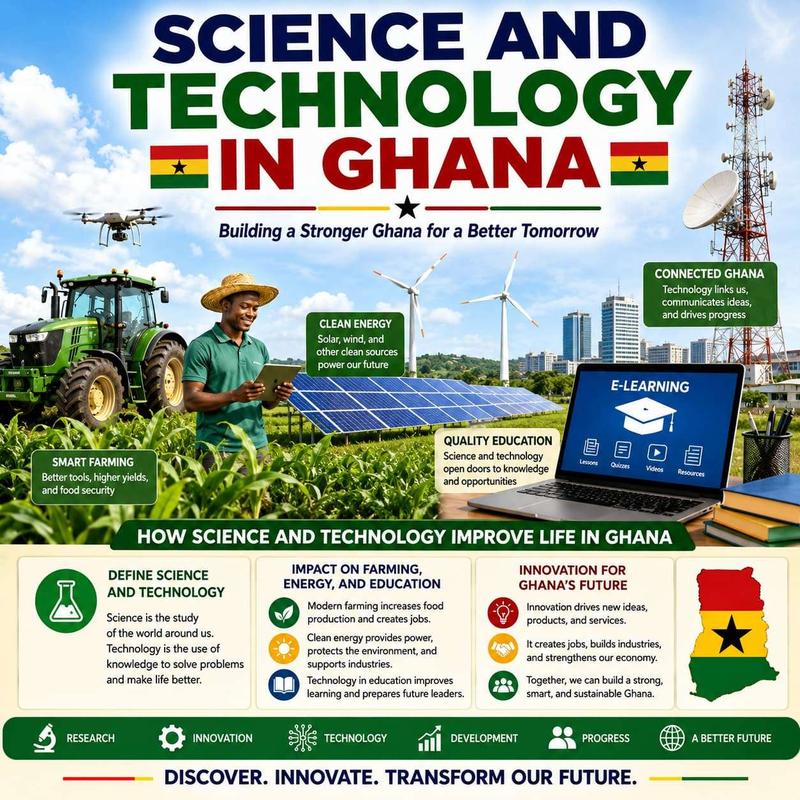 SCIENCE AND
TECHNOLOGY
IN GHANA
Building a Stronger Ghana for a Better Tomorrow
CONNECTED GHANA
Technology links us,
communicates ideas,
and drives progress
CLEAN ENERGY
Solar, wind, and
other clean sources
power our future
E-LEARNING
Lessons
Quizzes
Videos
Resources
QUALITY EDUCATION
Science and technology
open doors to knowledge
and opportunities
SMART FARMING
Better tools, higher yields,
and food security
HOW SCIENCE AND TECHNOLOGY IMPROVE LIFE IN GHANA
DEFINE SCIENCE
AND TECHNOLOGY
Science is the study
of the world around us.
Technology is the use of
knowledge to solve problems
and make life better.
IMPACT ON FARMING,
ENERGY, AND EDUCATION
Modern farming increases food
production and creates jobs.
Clean energy provides power,
protects the environment, and
supports industries.
Technology in education improves
learning and prepares future leaders.
INNOVATION FOR
GHANA'S FUTURE
Innovation drives new ideas,
products, and services.
It creates jobs, builds industries,
and strengthens our economy.
Together, we can build a strong,
smart, and sustainable Ghana.
RESEARCH
INNOVATION
TECHNOLOGY
DEVELOPMENT
PROGRESS
A BETTER FUTURE
DISCOVER. INNOVATE. TRANSFORM OUR FUTURE.